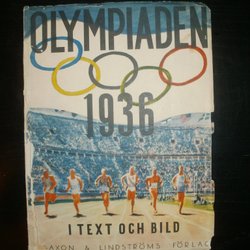 OLYMPIADEN
1936
I TEXT OCH BILD
SAXON & LINDSTRÖMS FÖRLAG